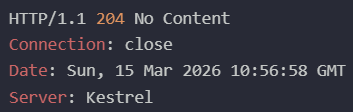 HTTP/1.1 204 No Content
Connection: close
Date: Sun, 15 Mar 2026 10:56:58 GMT
Server: Kestrel